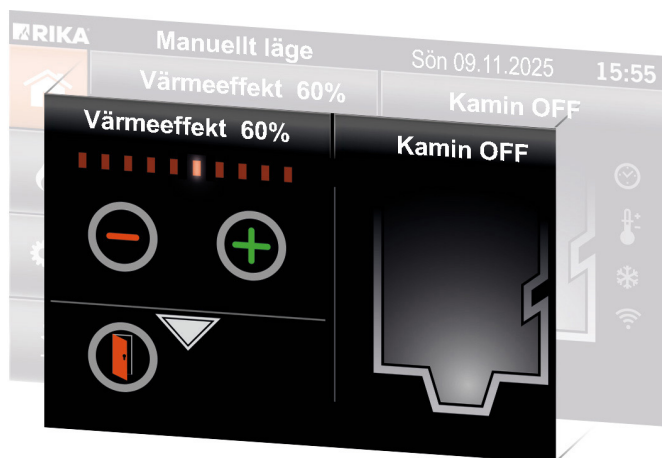 RIKA
Manuellt läge
Sön 09.11.2025
15:55
Värmeeffekt 60%
Kamin OFF
Värmeeffekt 60%
Kamin OFF